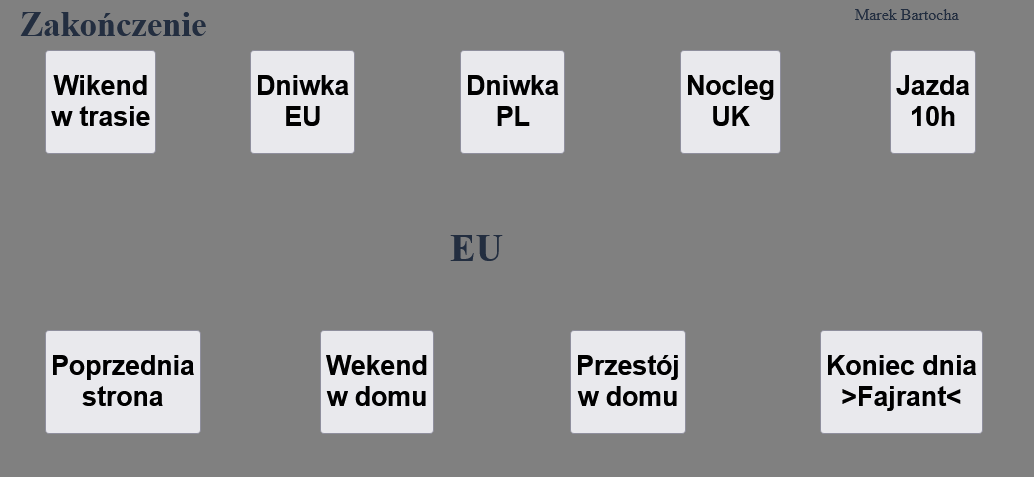 Zakończenie
Marek Bartocha
Wikend
w trasie
Dniwka
EU
Dniwka
PL
Nocleg
UK
Jazda
10h
EU
Poprzednia
strona
Wekend
w domu
Przestój
w domu
Koniec dnia
>Fajrant<